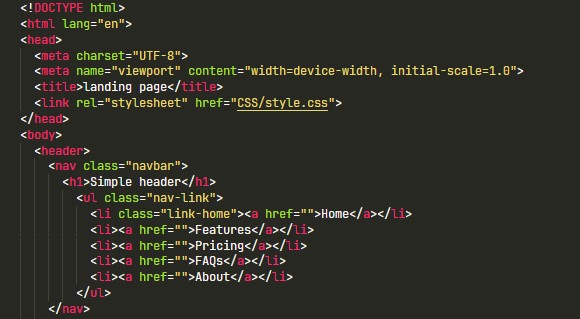 <!DOCTYPE html>
<html lang="en">
<head>
  <meta charset="UTF-8">
  <meta name="viewport" content="width=device-width, initial-scale=1.0">
  <title>landing page</title>
  <link rel="stylesheet" href="CSS/style.css">
</head>
<body>
  <header>
    <nav class="navbar">
      <h1>Simple header</h1>
        <ul class="nav-link">
          <li class="link-home"><a href="">Home</a></li>
          <li><a href="">Features</a></li>
          <li><a href="">Pricing</a></li>
          <li><a href="">FAQs</a></li>
          <li><a href="">About</a></li>
        </ul>
    </nav>